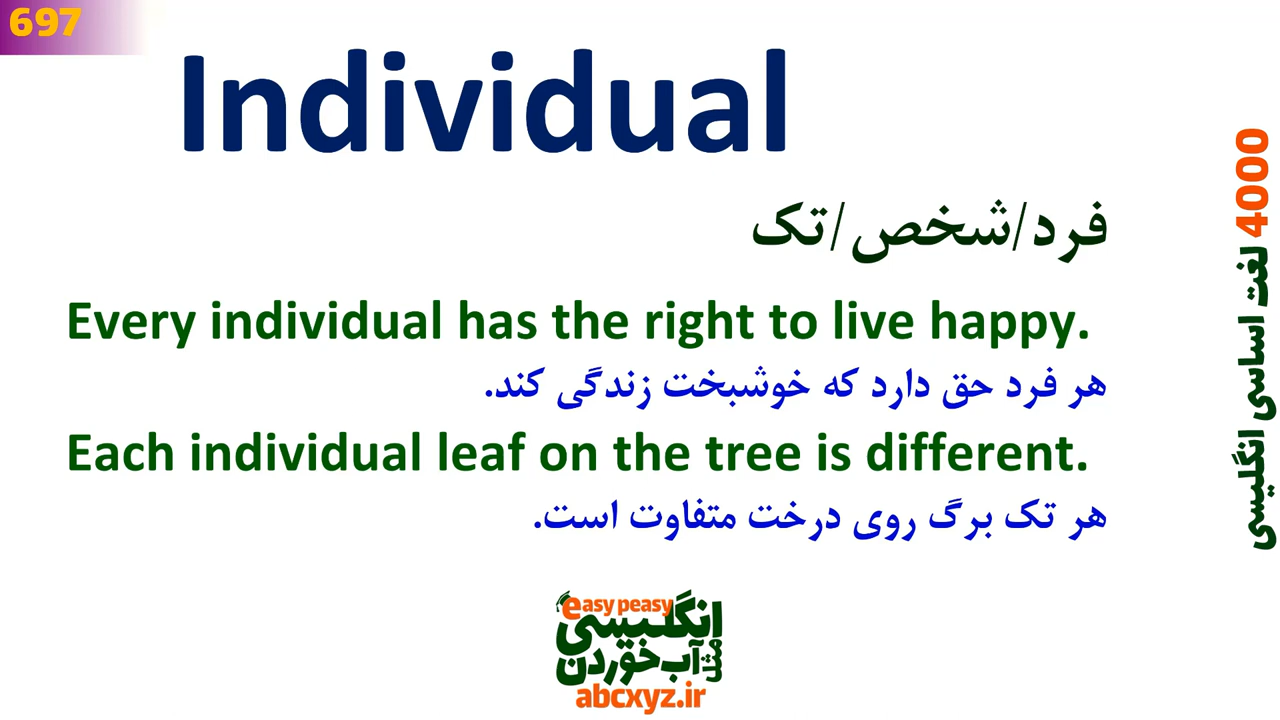 697
Individual
فرد/شخص/تک
Every individual has the right to live happy.
هر فرد حق دارد که خوشبخت زندگی کند.
Each individual leaf on the tree is different.
هر تک برگ روی درخت متفاوت است.
4000 لغت اساسی انگلیسی
easy peasy
انگلیسی
مثل آب خوردن
abcxyz.ir